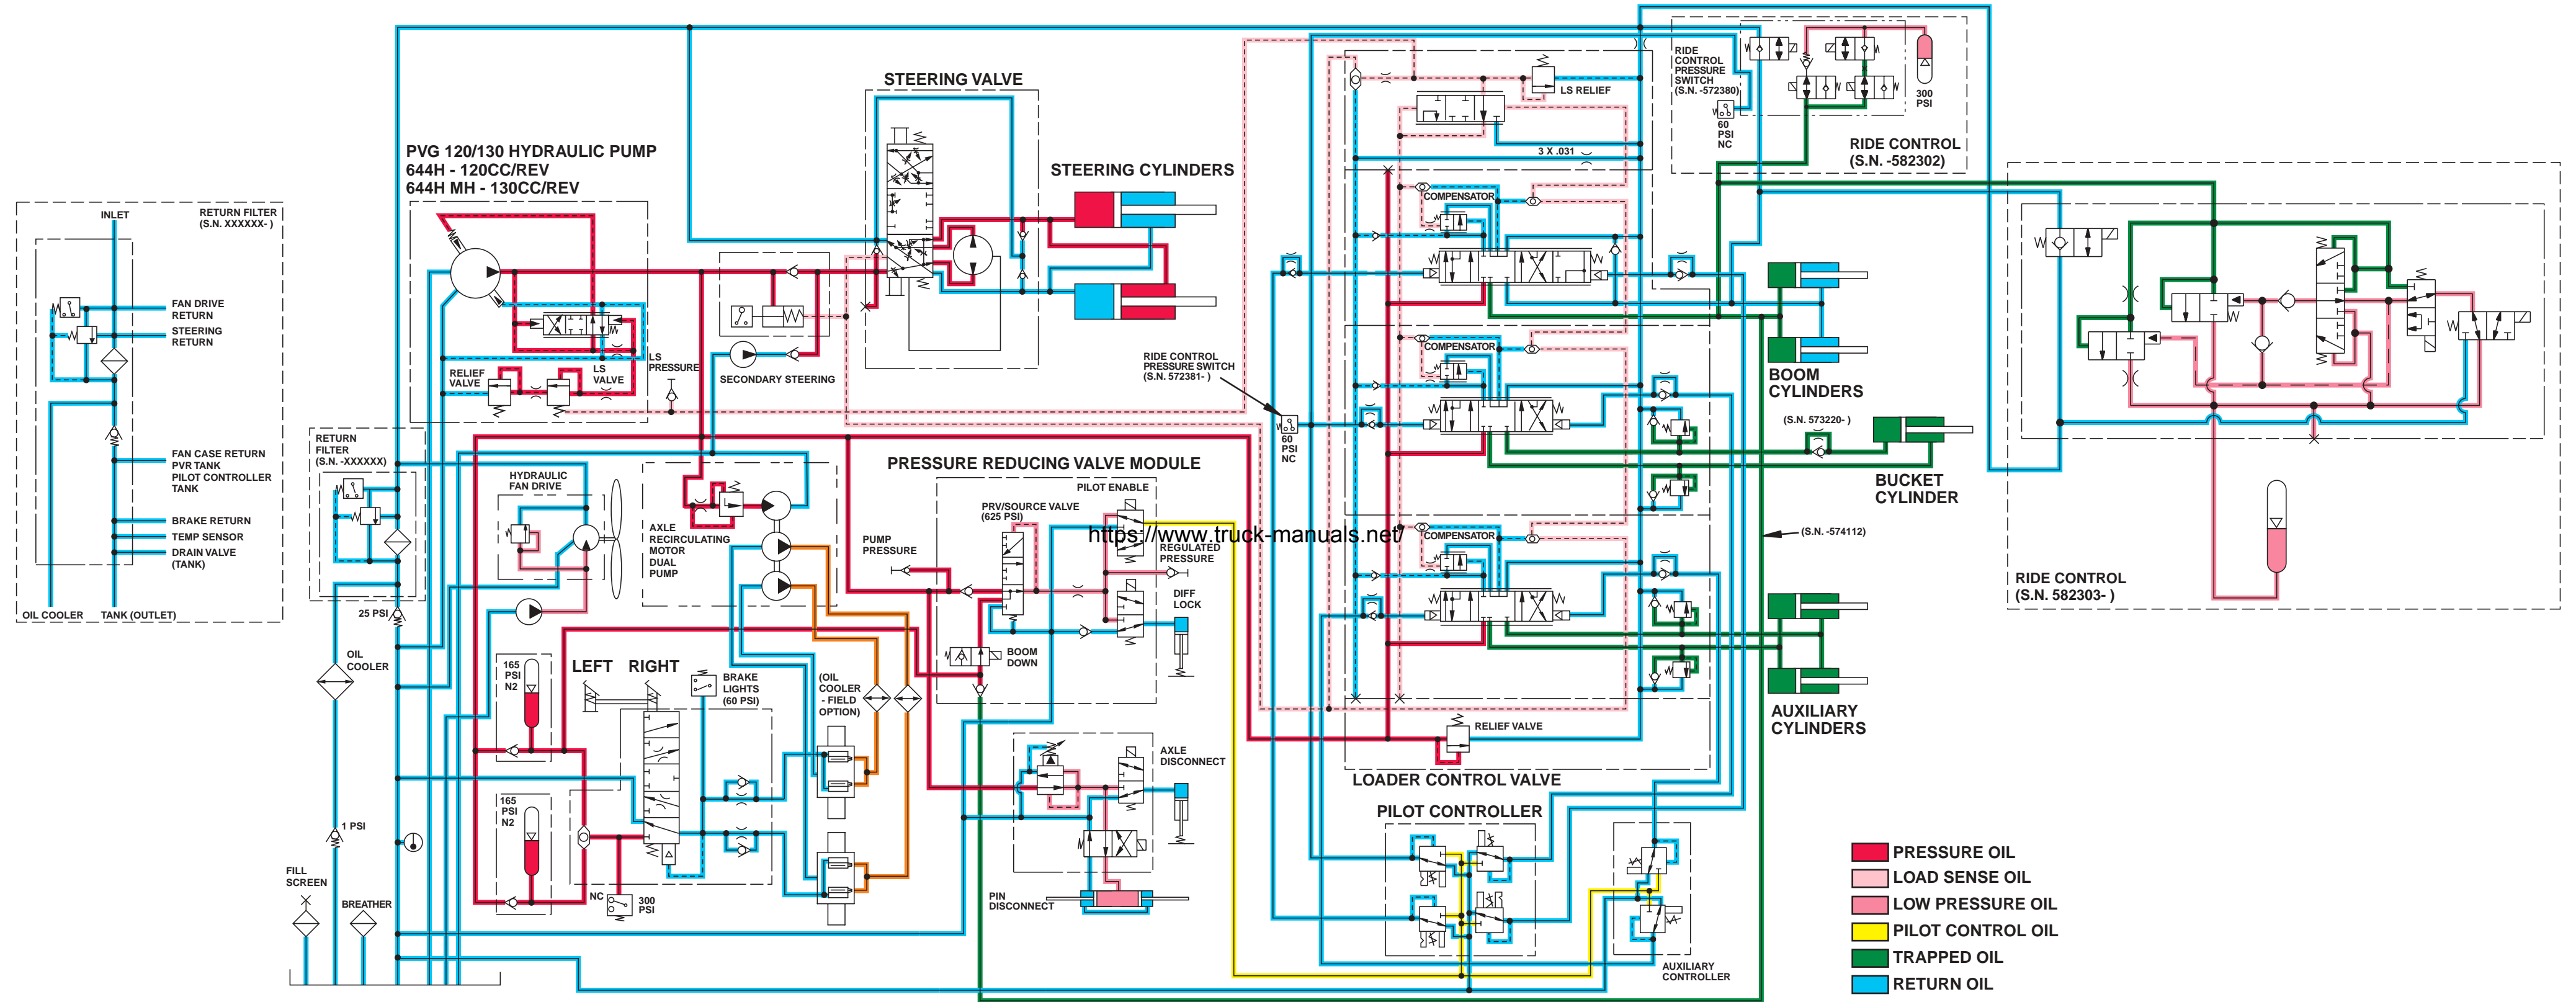 INLET
RETURN FILTER
(S.N. XXXXXX- )
FAN DRIVE
RETURN
STEERING
RETURN
FAN CASE RETURN
PVR TANK
PILOT CONTROLLER
TANK
BRAKE RETURN
TEMP SENSOR
DRAIN VALVE
(TANK)
OIL COOLER
TANK (OUTLET)
PVG 120/130 HYDRAULIC PUMP
644H - 120CC/REV
644H MH - 130CC/REV
RELIEF
VALVE
LS
VALVE
LS
PRESSURE
STEERING VALVE
STEERING CYLINDERS
SECONDARY STEERING
RETURN
FILTER
(S.N. -XXXXXX)
25 PSI
OIL
COOLER
1 PSI
FILL
SCREEN
BREATHER
HYDRAULIC
FAN DRIVE
AXLE
RECIRCULATING
MOTOR
DUAL
PUMP
165
PSI
N2
165
PSI
N2
LEFT
RIGHT
BRAKE
LIGHTS
(60 PSI)
(OIL
COOLER
- FIELD
OPTION)
NC
300
PSI
PRESSURE REDUCING VALVE MODULE
PILOT ENABLE
PRV/SOURCE VALVE
(625 PSI)
PUMP
PRESSURE
REGULATED
PRESSURE
DIFF
LOCK
BOOM
DOWN
AXLE
DISCONNECT
PIN
DISCONNECT
https://www.truck-manuals.net/
RIDE CONTROL
PRESSURE SWITCH
(S.N. 572381- )
60
PSI
NC
LS RELIEF
3 X .031
COMPENSATOR
COMPENSATOR
COMPENSATOR
RELIEF VALVE
LOADER CONTROL VALVE
PILOT CONTROLLER
AUXILIARY
CONTROLLER
RIDE
CONTROL
PRESSURE
SWITCH
(S.N. -572380)
60
PSI
NC
300
PSI
RIDE CONTROL
(S.N. -582302)
BOOM
CYLINDERS
(S.N. 573220- )
BUCKET
CYLINDER
(S.N. -574112)
AUXILIARY
CYLINDERS
RIDE CONTROL
(S.N. 582303- )
PRESSURE OIL
LOAD SENSE OIL
LOW PRESSURE OIL
PILOT CONTROL OIL
TRAPPED OIL
RETURN OIL